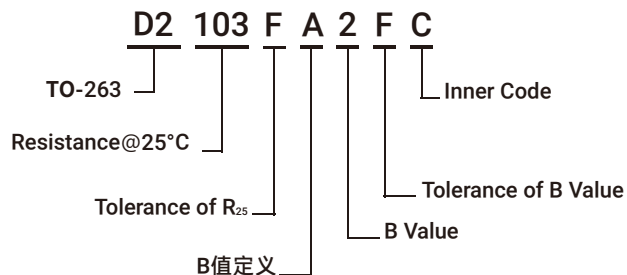 D2 103 F A 2 F C
TO-263
Inner Code
Resistance@25°C
Tolerance of B Value
Tolerance of R₂₅
B Value
B值定义